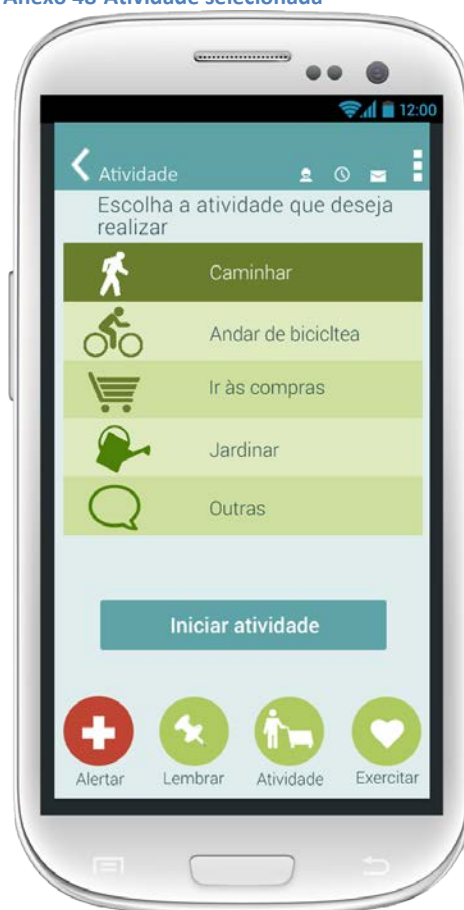 Anexo 48-Atividade selecionada
12:00
Atividade
Escolha a atividade que deseja
realizar
Caminhar
Andar de bicicltea
Ir às compras
Jardinar
Outras
Iniciar atividade
Alertar Lembrar Atividade Exercitar